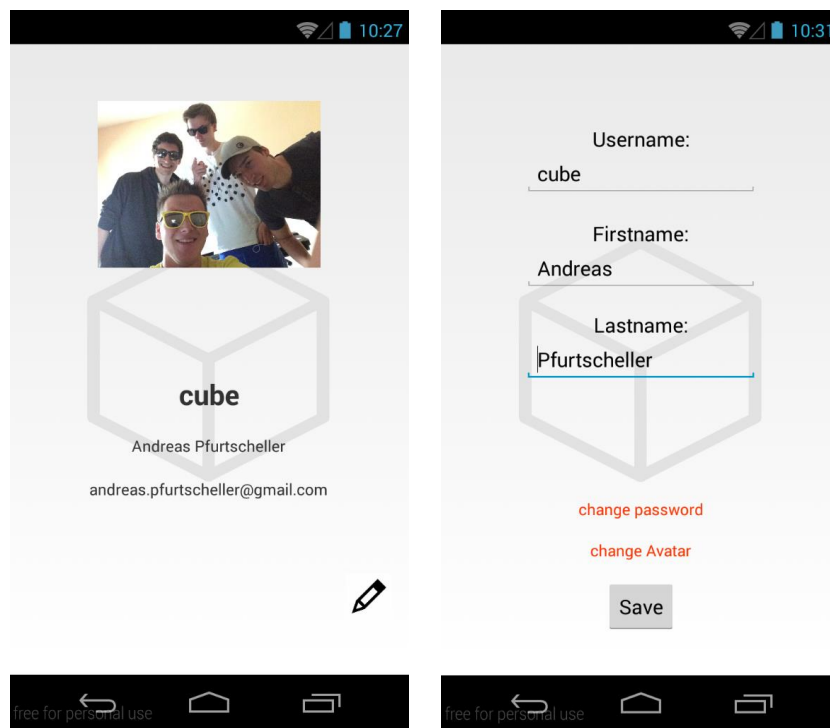 10:27
cube
Andreas Pfurtscheller
andreas.pfurtscheller@gmail.com
free for personal use
10:31
Username:
cube
Firstname:
Andreas
Lastname:
Pfurtscheller
change password
change Avatar
Save
free for personal use